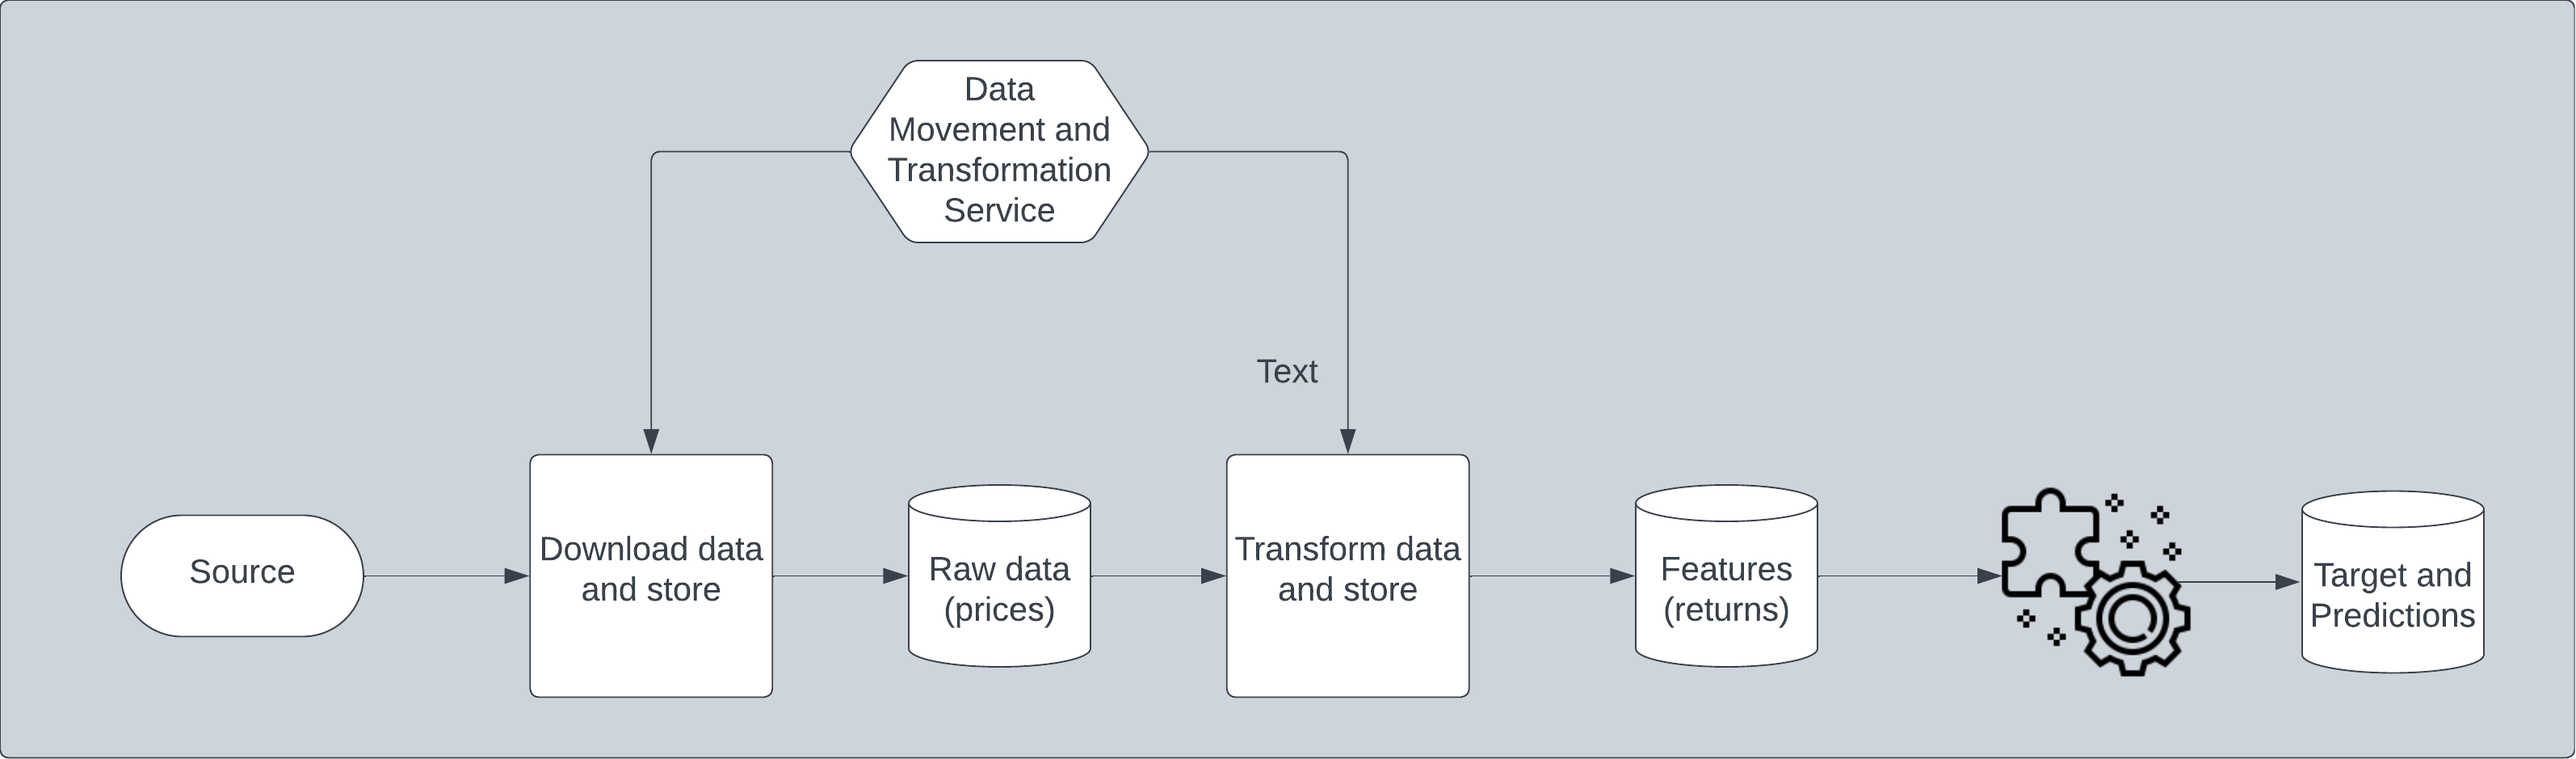 Data
Movement and
Transformation
Service
Text
Source
Download data
and store
Raw data
(prices)
Transform data
and store
Features
(returns)
Target and
Predictions